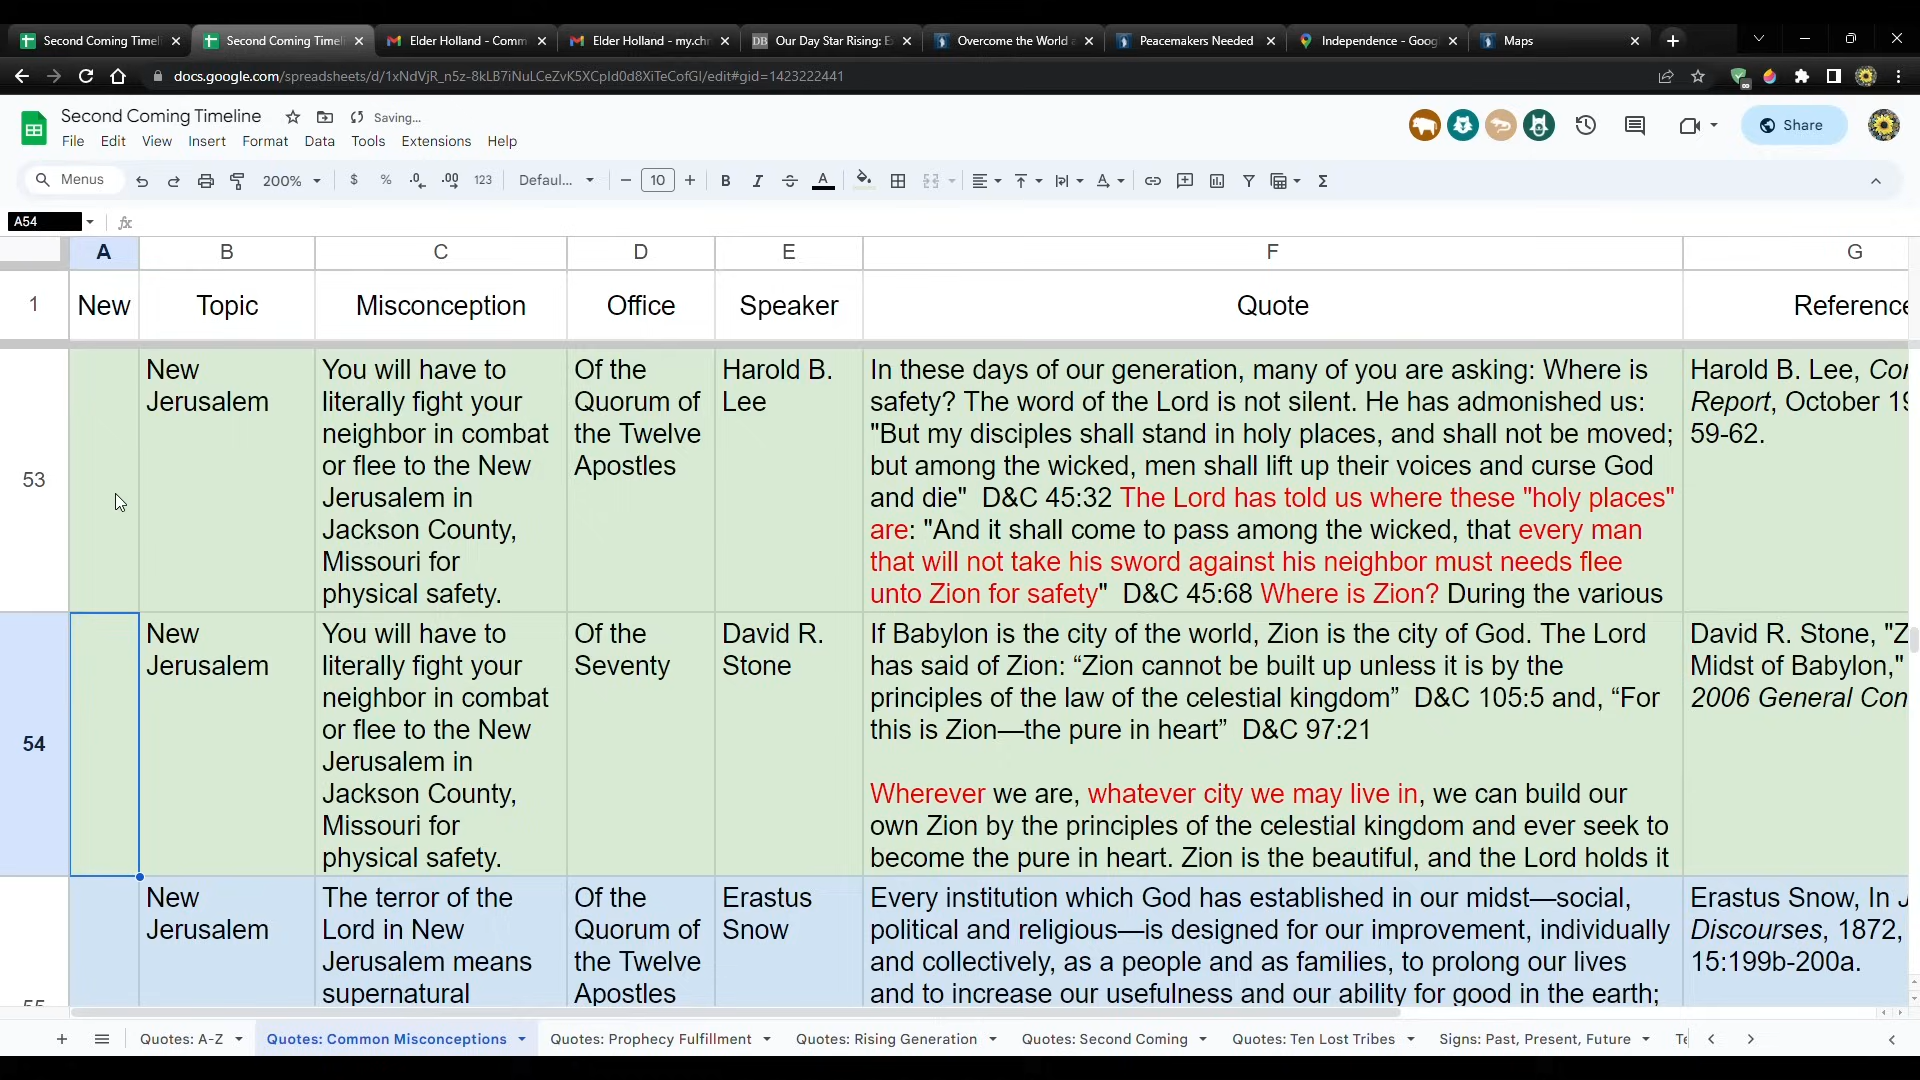 Second Coming Timel
Second Coming Timel
Elder Holland - Comm
Elder Holland - my.chr
DB Our Day Star Rising: E
Overcome the World a
Peacemakers Needed
Independence - Goog
Maps
docs.google.com/spreadsheets/d/1xNdVjR_n5z-8kLB7iNuLCeZvK5XCpId0d8XiTeCofGI/edit#gid=1423222441
Second Coming Timeline
Saving...
File Edit View Insert Format Data Tools Extensions Help
Share
Menus
200%
$ % .0 .00 123
Defaul...
10
A54
fx
A B C D E F G
1 New Topic Misconception Office Speaker Quote Reference
53
New
Jerusalem
You will have to
literally fight your
neighbor in combat
or flee to the New
Jerusalem in
Jackson County,
Missouri for
physical safety.
Of the
Quorum of
the Twelve
Apostles
Harold B.
Lee
In these days of our generation, many of you are asking: Where is
safety? The word of the Lord is not silent. He has admonished us:
"But my disciples shall stand in holy places, and shall not be moved;
but among the wicked, men shall lift up their voices and curse God
and die" D&C 45:32 The Lord has told us where these "holy places"
are: "And it shall come to pass among the wicked, that every man
that will not take his sword against his neighbor must needs flee
unto Zion for safety" D&C 45:68 Where is Zion? During the various
Harold B. Lee, Con
Report, October 19
59-62.
54
New
Jerusalem
You will have to
literally fight your
neighbor in combat
or flee to the New
Jerusalem in
Jackson County,
Missouri for
physical safety.
Of the
Seventy
David R.
Stone
If Babylon is the city of the world, Zion is the city of God. The Lord
has said of Zion: “Zion cannot be built up unless it is by the
principles of the law of the celestial kingdom” D&C 105:5 and, “For
this is Zion—the pure in heart” D&C 97:21
Wherever we are, whatever city we may live in, we can build our
own Zion by the principles of the celestial kingdom and ever seek to
become the pure in heart. Zion is the beautiful, and the Lord holds it
David R. Stone, "Z
Midst of Babylon,"
2006 General Con
55
New
Jerusalem
The terror of the
Lord in New
Jerusalem means
supernatural
Of the
Quorum of
the Twelve
Apostles
Erastus
Snow
Every institution which God has established in our midst—social,
political and religious—is designed for our improvement, individually
and collectively, as a people and as families, to prolong our lives
and to increase our usefulness and our ability for good in the earth;
Erastus Snow, In J
Discourses, 1872,
15:199b-200a.
Quotes: A-Z
Quotes: Common Misconceptions
Quotes: Prophecy Fulfillment
Quotes: Rising Generation
Quotes: Second Coming
Quotes: Ten Lost Tribes
Signs: Past, Present, Future
Te